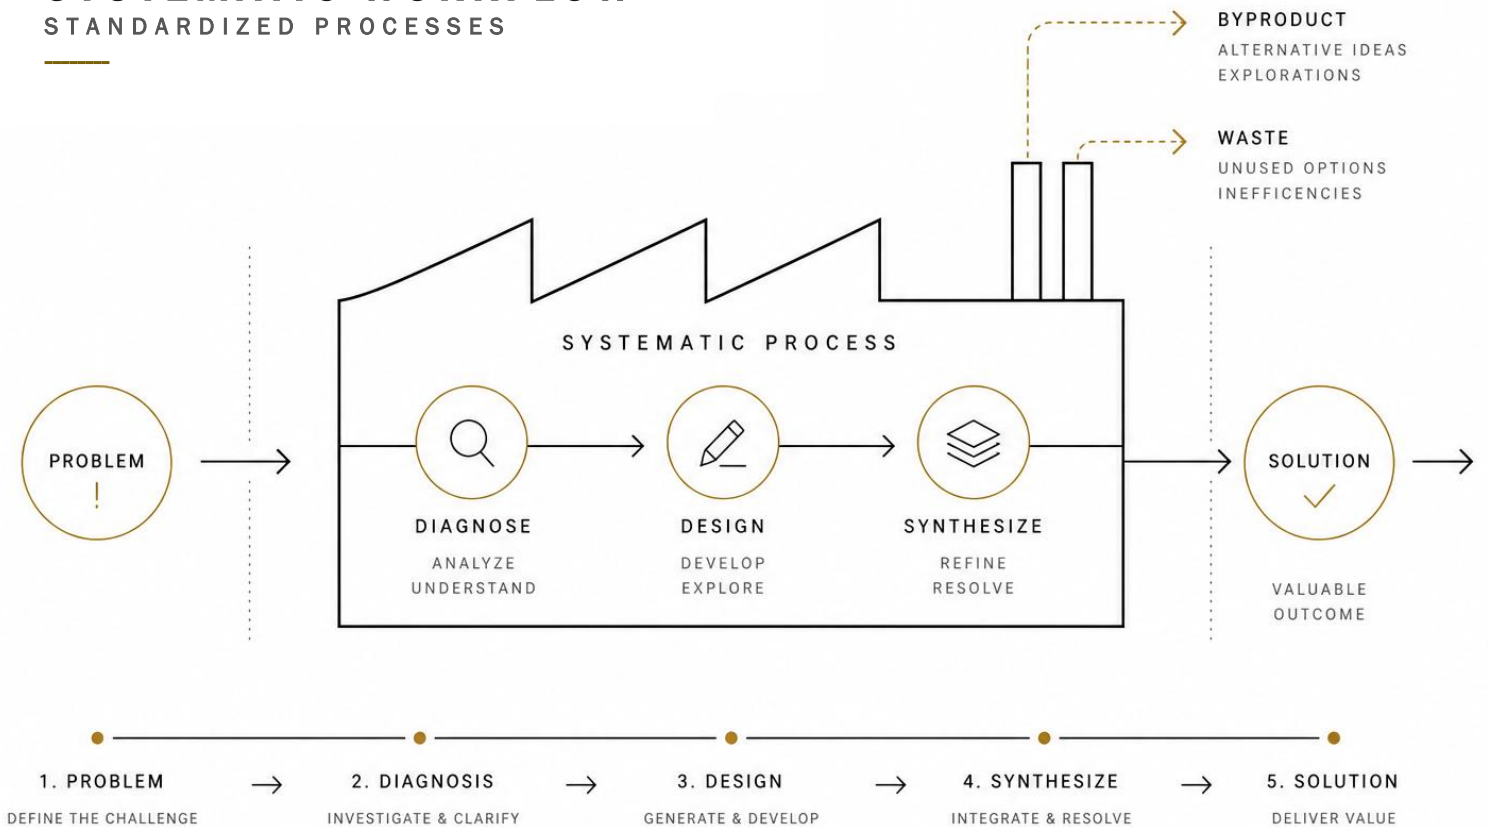 STANDARDIZED PROCESSES
BYPRODUCT
ALTERNATIVE IDEAS
EXPLORATIONS
WASTE
UNUSED OPTIONS
INEFFICENCIES
SYSTEMATIC PROCESS
PROBLEM
!
DIAGNOSE
ANALYZE
UNDERSTAND
DESIGN
DEVELOP
EXPLORE
SYNTHESIZE
REFINE
RESOLVE
SOLUTION
VALUABLE
OUTCOME
1. PROBLEM
DEFINE THE CHALLENGE
2. DIAGNOSIS
INVESTIGATE & CLARIFY
3. DESIGN
GENERATE & DEVELOP
4. SYNTHESIZE
INTEGRATE & RESOLVE
5. SOLUTION
DELIVER VALUE